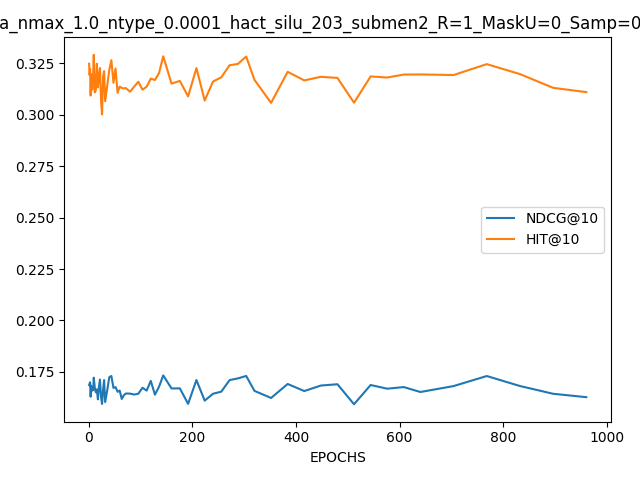 a_nmax_1.0_ntype_0.0001_hact_silu_203_submen2_R=1_MaskU=0_Samp=0
0.325
0.300
0.275
0.250
0.225
0.200
0.175
NDCG@10
HIT@10
0 200 400 600 800 1000
EPOCHS